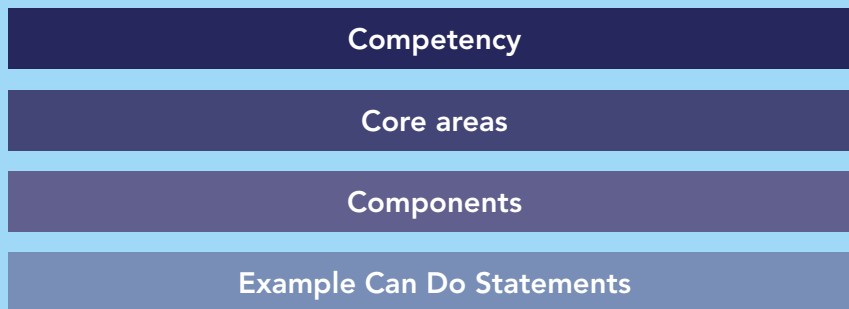 Competency
Core areas
Components
Example Can Do Statements